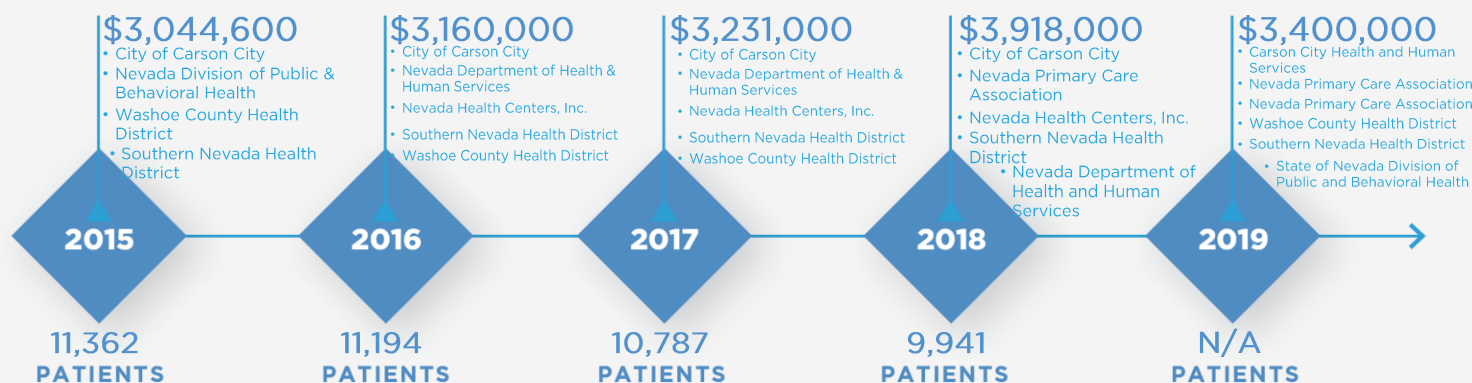 $3,044,600
• City of Carson City
• Nevada Division of Public &
Behavioral Health
• Washoe County Health
District
• Southern Nevada Health
District
2015
11,362
PATIENTS
$3,160,000
• City of Carson City
• Nevada Department of Health &
Human Services
• Nevada Health Centers, Inc.
• Southern Nevada Health District
• Washoe County Health District
2016
11,194
PATIENTS
$3,231,000
• City of Carson City
• Nevada Department of Health &
Human Services
• Nevada Health Centers, Inc.
• Southern Nevada Health District
• Washoe County Health District
2017
10,787
PATIENTS
$3,918,000
• City of Carson City
• Nevada Primary Care
Association
• Nevada Health Centers, Inc.
• Southern Nevada Health
District
• Nevada Department of
Health and Human
Services
2018
9,941
PATIENTS
$3,400,000
• Carson City Health and Human
Services
• Nevada Primary Care Association
• Nevada Primary Care Association
• Washoe County Health District
• Southern Nevada Health District
• State of Nevada Division of
Public and Behavioral Health
2019
N/A
PATIENTS